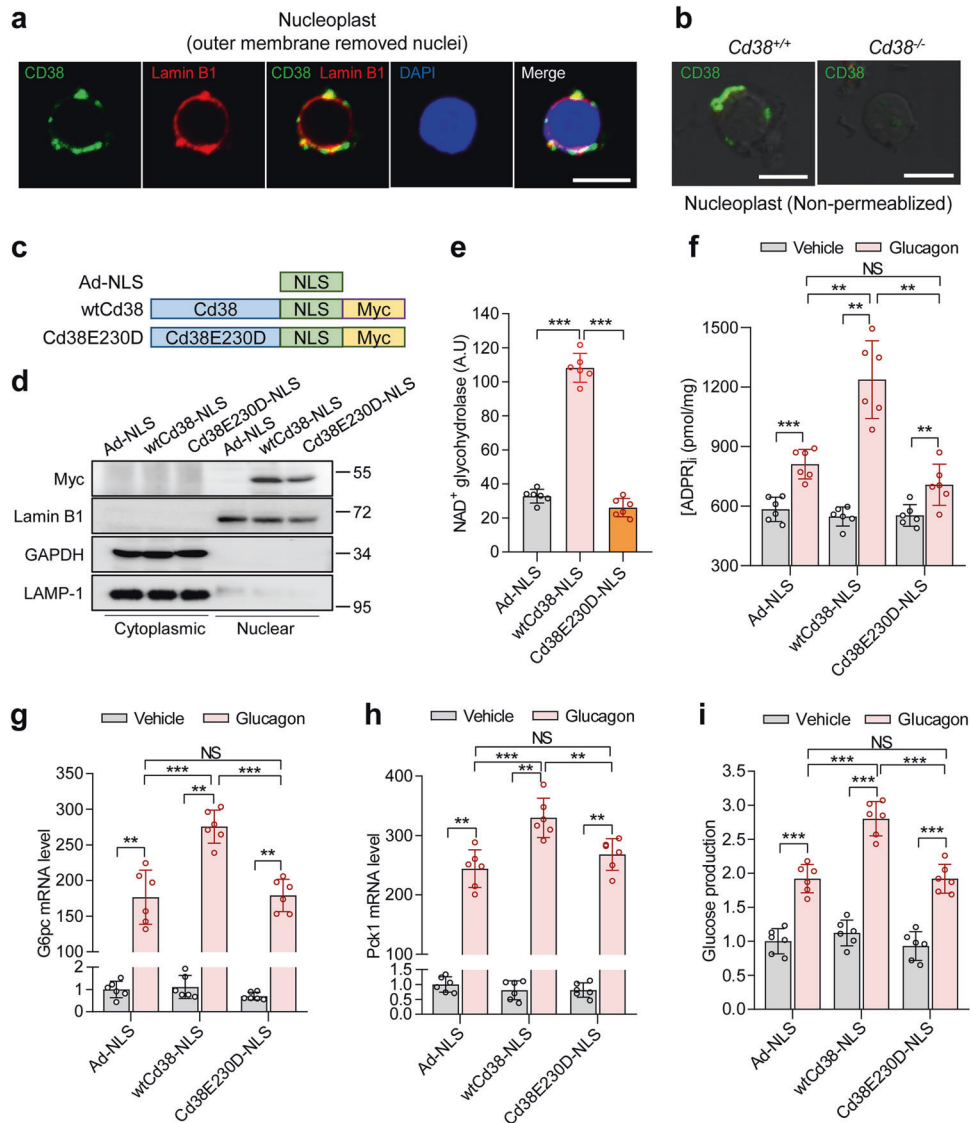 a
Nucleoplast
(outer membrane removed nuclei)
CD38
Lamin B1
CD38 Lamin B1
DAPI
Merge
b
Cd38+/+
Cd38-/-
CD38
CD38
Nucleoplast (Non-permeablized)
c
Ad-NLS
NLS
wtCd38
Cd38
NLS
Myc
Cd38E230D
Cd38E230D
NLS
Myc
d
Ad-NLS
wtCd38-NLS
Cd38E230D-NLS
Ad-NLS
wtCd38-NLS
Cd38E230D-NLS
Myc
55
Lamin B1
72
GAPDH
34
LAMP-1
95
Cytoplasmic
Nuclear
e
NAD+ glycohydrolase (A.U)
140
120
100
80
60
40
20
0
***
***
Ad-NLS
wtCd38-NLS
Cd38E230D-NLS
f
Vehicle
Glucagon
[ADPR]i (pmol/mg)
1500
1200
900
600
0
NS
**
**
**
***
**
Ad-NLS
wtCd38-NLS
Cd38E230D-NLS
g
Vehicle
Glucagon
G6pc mRNA level
350
300
250
200
150
100
2
1
0
NS
***
***
**
**
**
Ad-NLS
wtCd38-NLS
Cd38E230D-NLS
h
Vehicle
Glucagon
Pck1 mRNA level
400
300
200
100
1.5
1.0
0.5
0.0
NS
***
**
**
**
**
Ad-NLS
wtCd38-NLS
Cd38E230D-NLS
i
Vehicle
Glucagon
Glucose production
3.5
3.0
2.5
2.0
1.5
1.0
0.5
0.0
NS
***
***
***
***
***
Ad-NLS
wtCd38-NLS
Cd38E230D-NLS